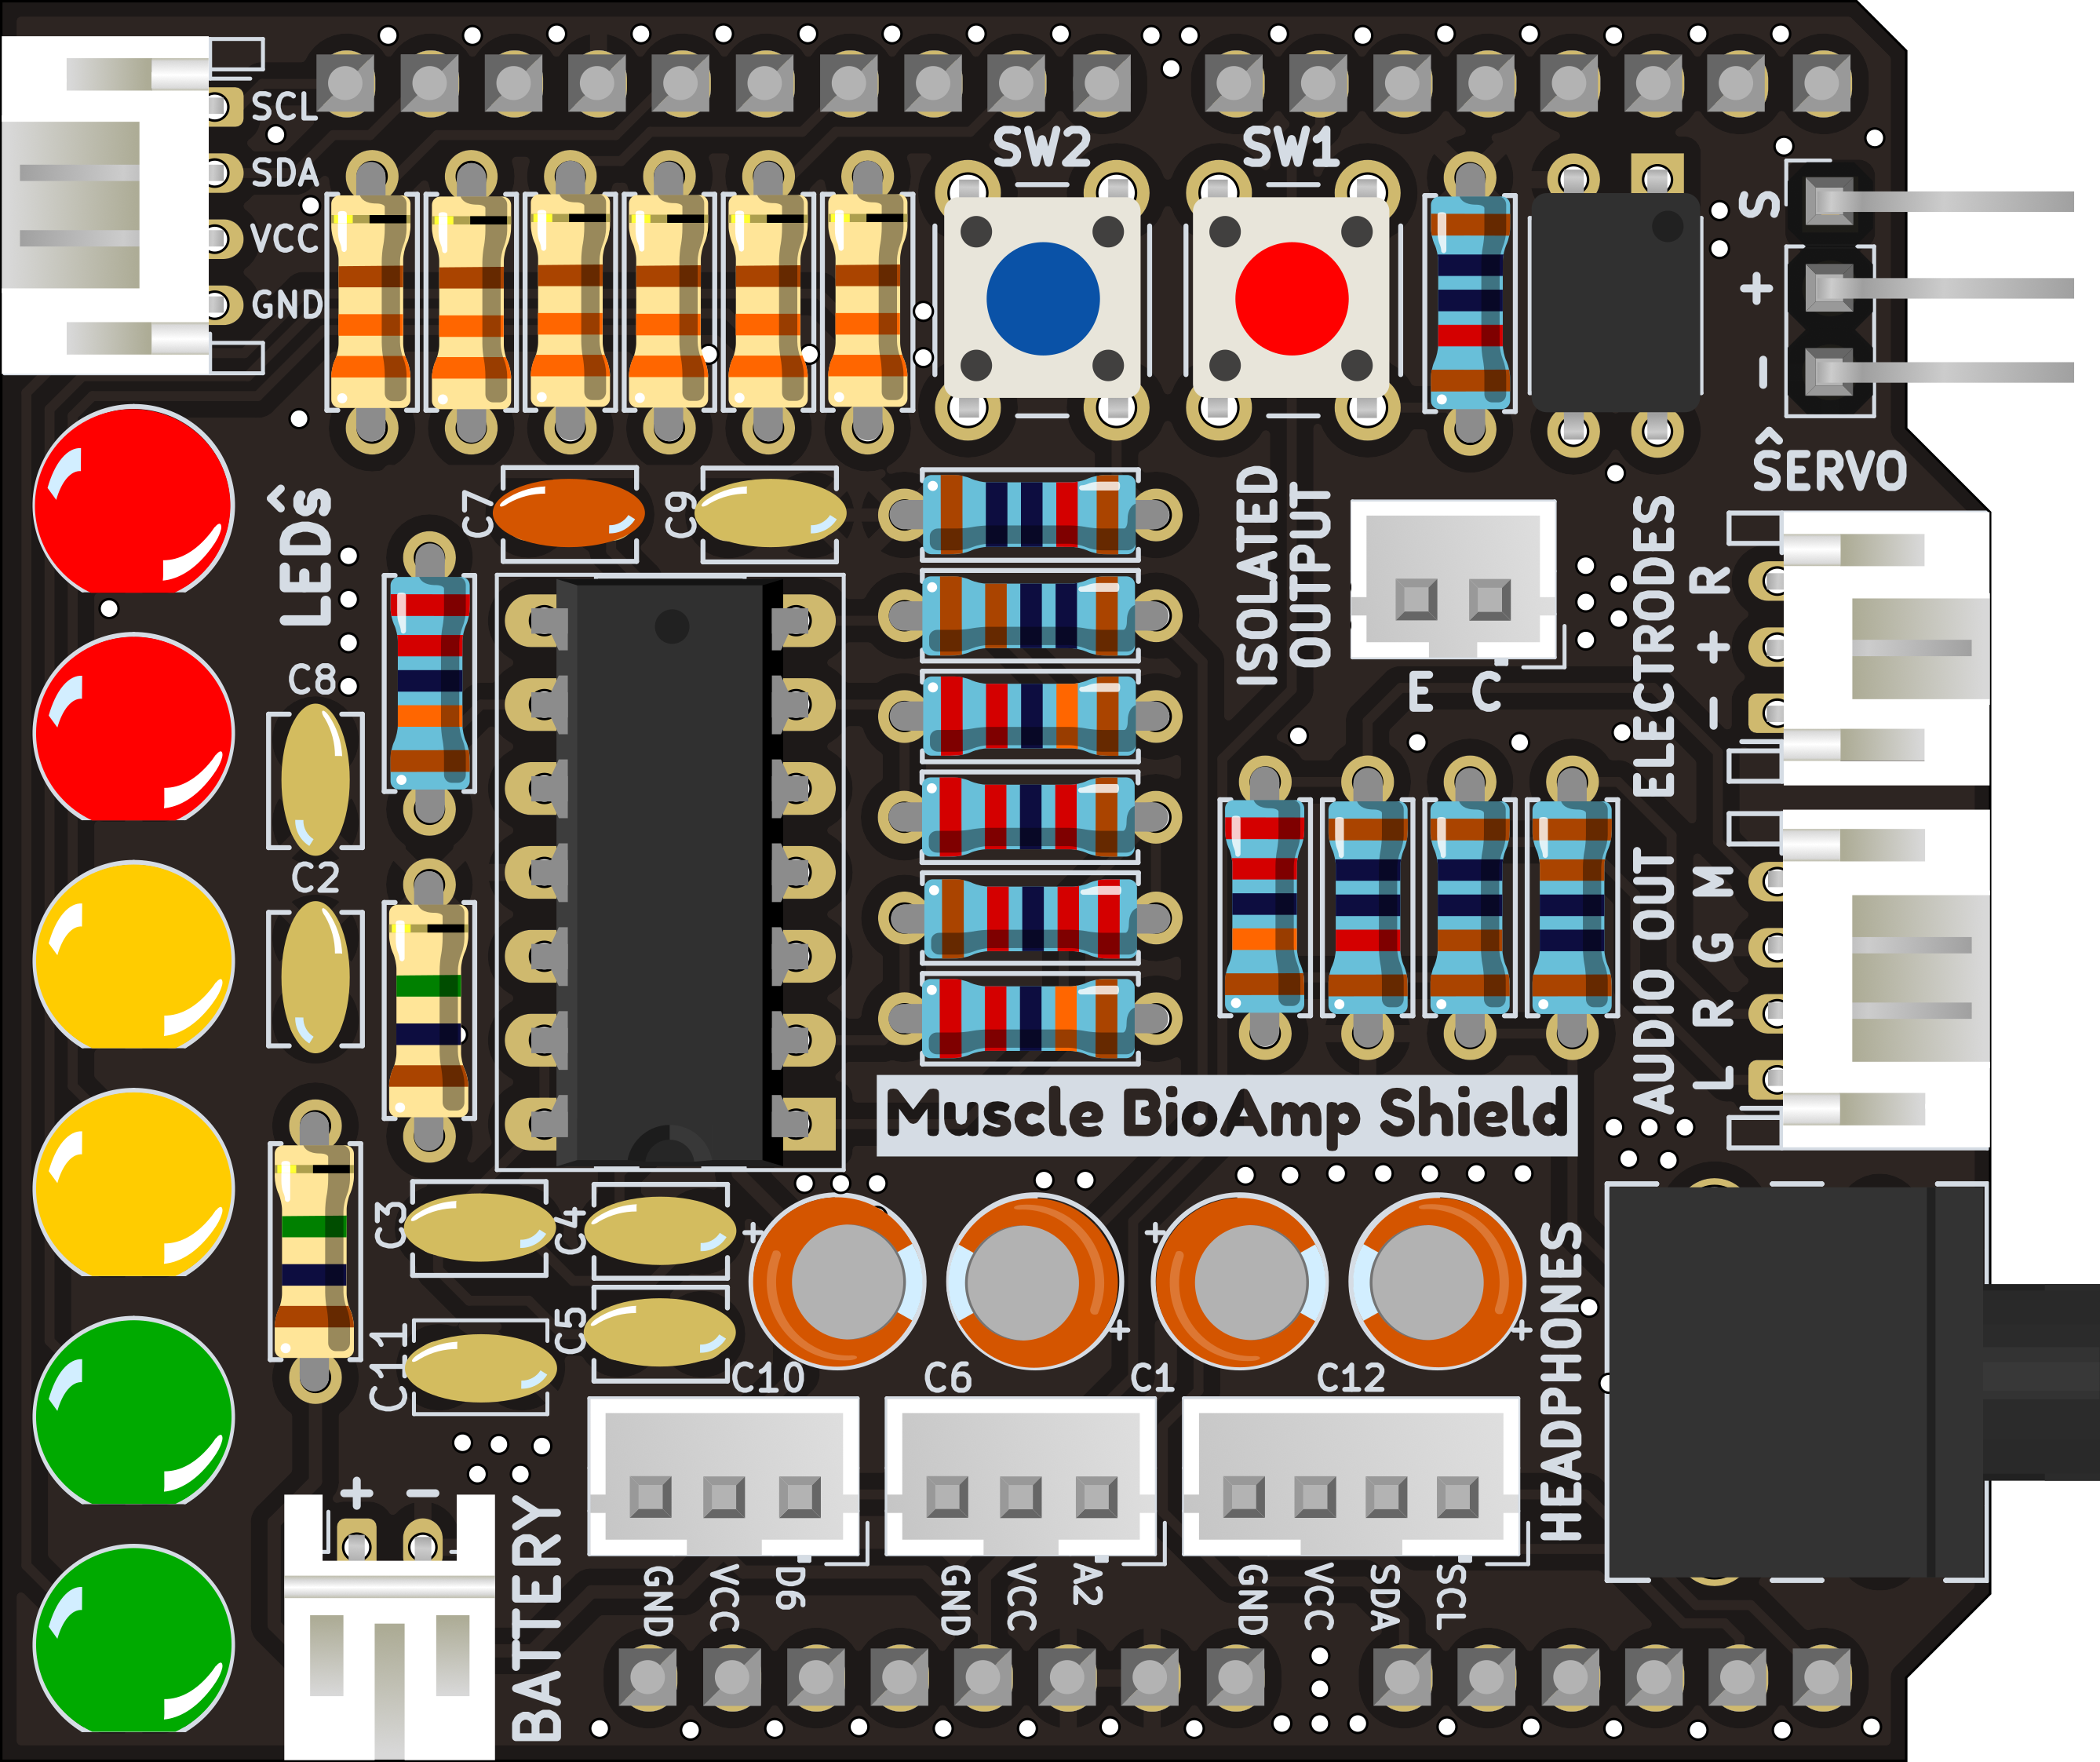 SCL
SDA
VCC
GND
SW2
SW1
S
+
-
^
SERVO
^
LEDs
C7
C9
ISOLATED
OUTPUT
E C
ELECTRODES
R
+
-
C8
C2
AUDIO OUT
M
G
R
L
Muscle BioAmp Shield
C3
C4
C11
C5
+
+
+
+
C10
C6
C1
C12
HEADPHONES
+ -
BATTERY
GND
VCC
D6
GND
VCC
A2
GND
VCC
SDA
SCL